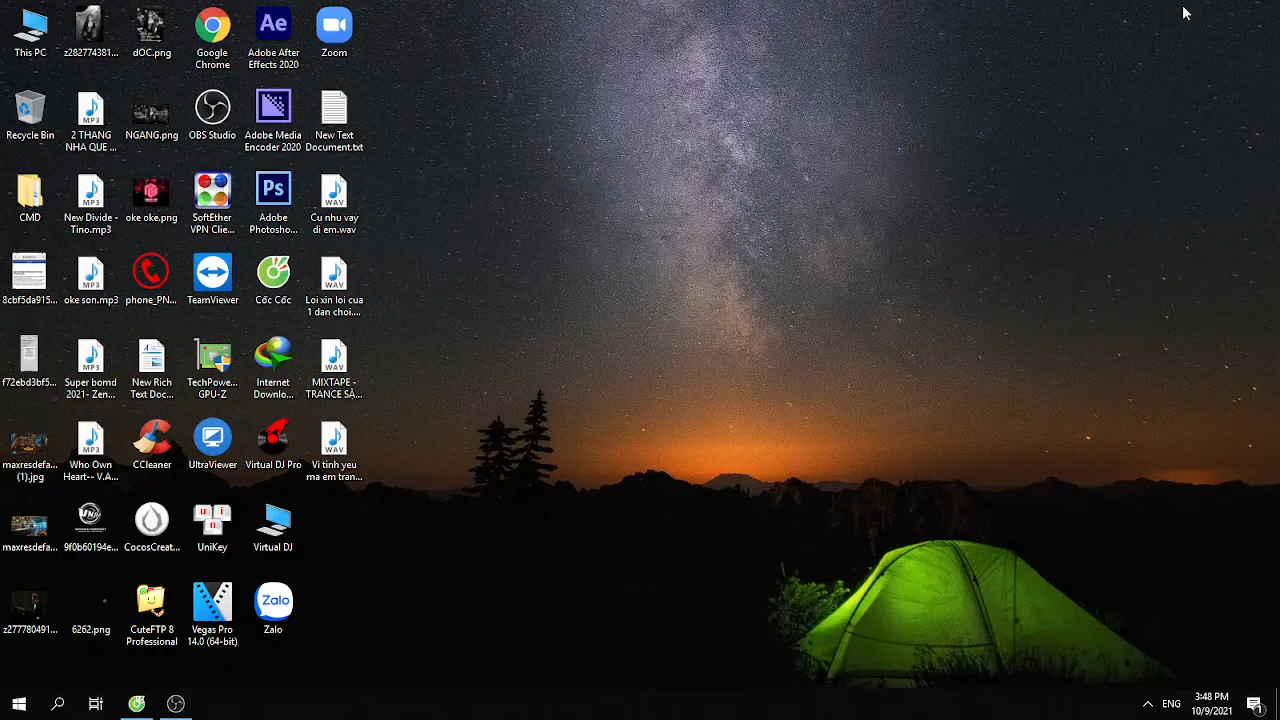 This PC
z82774381...
dOC.png
Google
Chrome
Adobe After
Effects 2020
Zoom
Recycle Bin
2 THANG
NHA QUE ...
NGANG.png
OBS Studio
Adobe Media
Encoder 2020
New Text
Document.txt
CMD
New Divide -
Tino.mp3
oke oke.png
SoftEther
VPN Clie...
Adobe
Photosho...
Cu nhu vay
di em.wav
8cbf5da915...
oke son.mp3
phone_PN...
TeamViewer
Cốc Cốc
Loi xin loi cua
1 dan choi....
f72ebd3bf5...
Super bomd
2021- Zen...
New Rich
Text Doc...
TechPowe...
GPU-Z
Internet
Downlo...
MIXTAPE -
TRANCE SẢ...
maxresdefa...
(1).jpg
Who Own
Heart-- V.A...
CCleaner
UltraViewer
Virtual DJ Pro
Vi tinh yeu
ma em tran...
maxresdefa...
9f0b60194e...
CocosCreat...
UniKey
Virtual DJ
z277780491...
6262.png
CuteFTP 8
Professional
Vegas Pro
14.0 (64-bit)
Zalo
ENG
3:48 PM
10/9/2021